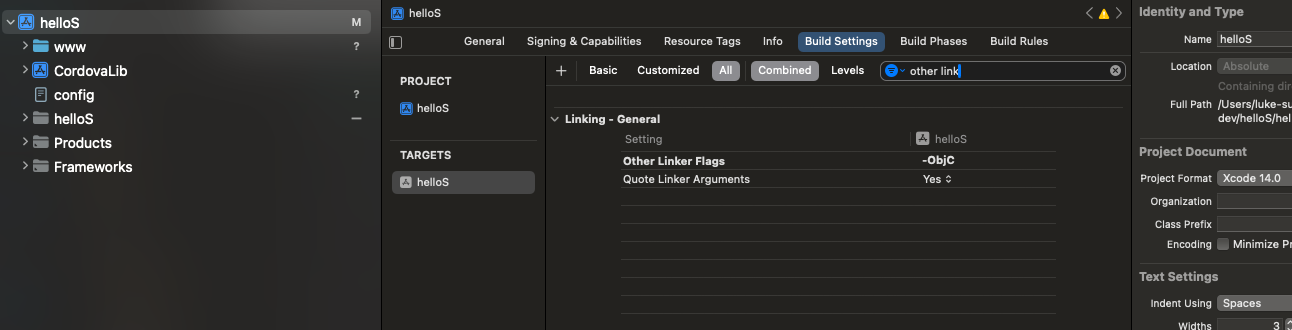 helloS M
www ?
CordovaLib
config ?
helloS
Products
Frameworks
helloS
General Signing & Capabilities Resource Tags Info Build Settings Build Phases Build Rules
PROJECT
helloS
TARGETS
helloS
+ Basic Customized All Combined Levels other link
Linking - General
Setting helloS
Other Linker Flags -ObjC
Quote Linker Arguments Yes
Identity and Type
Name helloS
Location Absolute
Containing dir
Full Path /Users/luke-su
dev/helloS/hel
Project Document
Project Format Xcode 14.0
Organization
Class Prefix
Encoding Minimize Pr
Text Settings
Indent Using Spaces
Widths 3